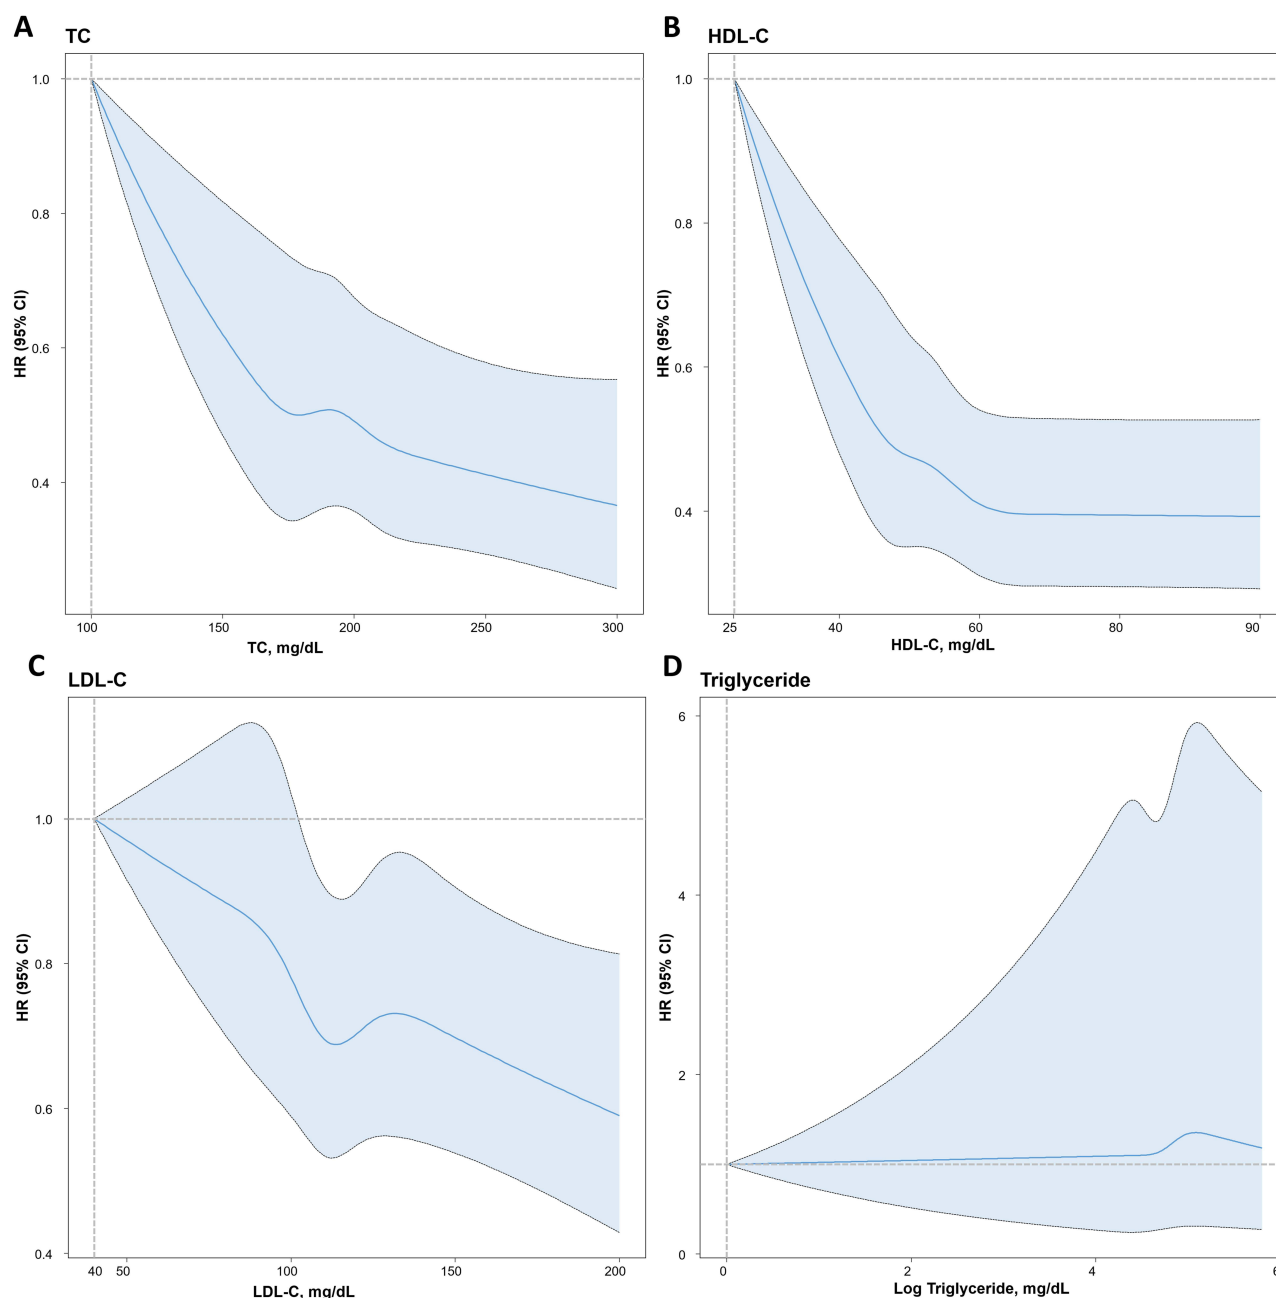 A
TC
1.0
0.8
0.6
0.4
HR (95% CI)
100 150 200 250 300
TC, mg/dL
B
HDL-C
1.0
0.8
0.6
0.4
HR (95% CI)
25 40 60 80 90
HDL-C, mg/dL
C
LDL-C
1.0
0.8
0.6
0.4
HR (95% CI)
40 50 100 150 200
LDL-C, mg/dL
D
Triglyceride
6
4
2
0
HR (95% CI)
0 2 4 6
Log Triglyceride, mg/dL